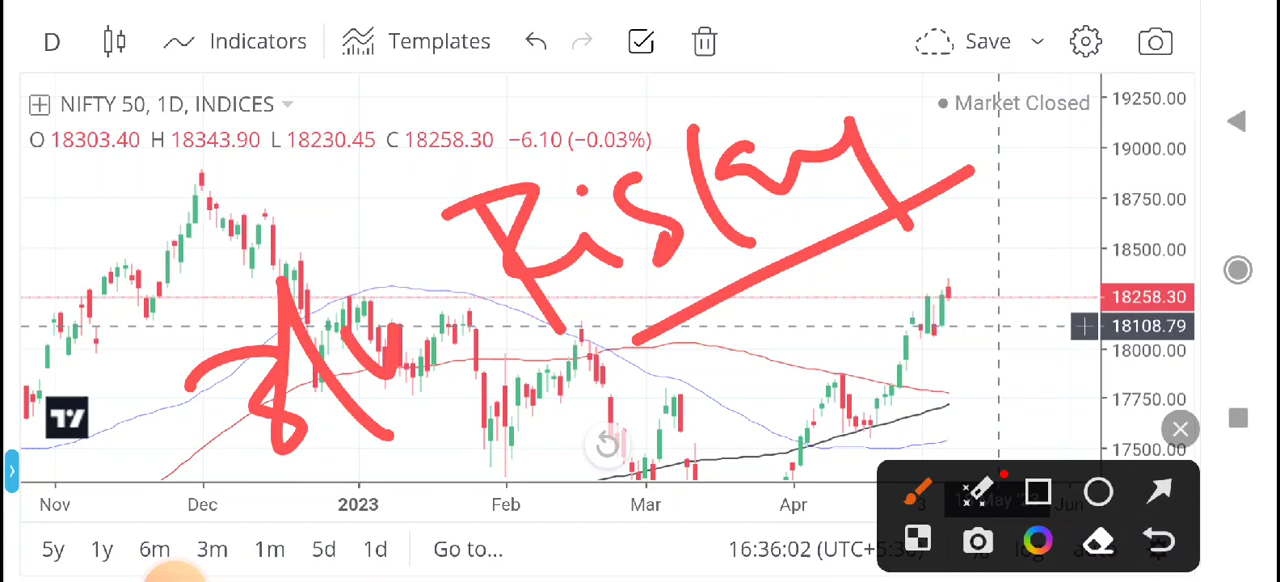 D Indicators Templates Save
NIFTY 50, 1D, INDICES Market Closed
O 18303.40 H 18343.90 L 18230.45 C 18258.30 −6.10 (−0.03%)
Risky
19250.00
19000.00
18750.00
18500.00
18258.30
18108.79
18000.00
17750.00
17500.00
Nov Dec 2023 Feb Mar Apr
5y 1y 6m 3m 1m 5d 1d Go to... 16:36:02 (UTC+5:30)